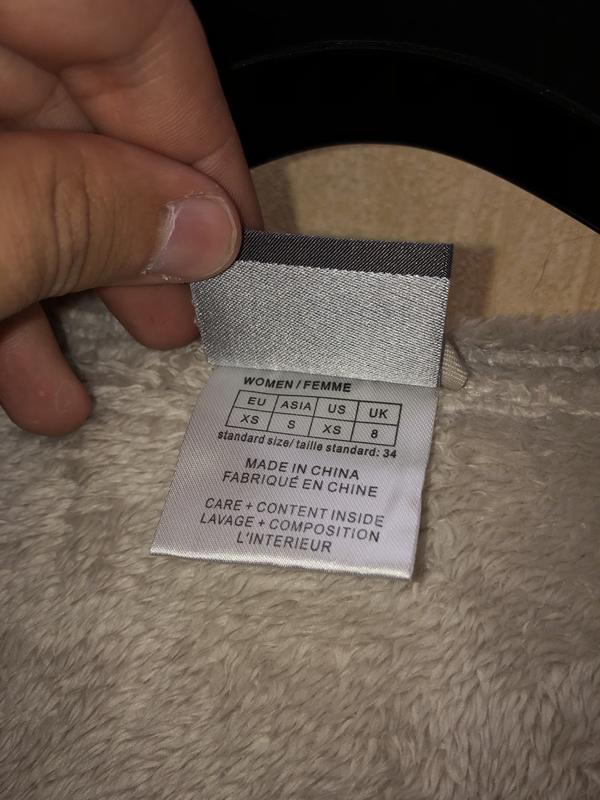 WOMEN / FEMME
EU ASIA US UK
XS S XS 8
standard size/ taille standard: 34
MADE IN CHINA
FABRIQUÉ EN CHINE
CARE + CONTENT INSIDE
LAVAGE + COMPOSITION
L'INTERIEUR